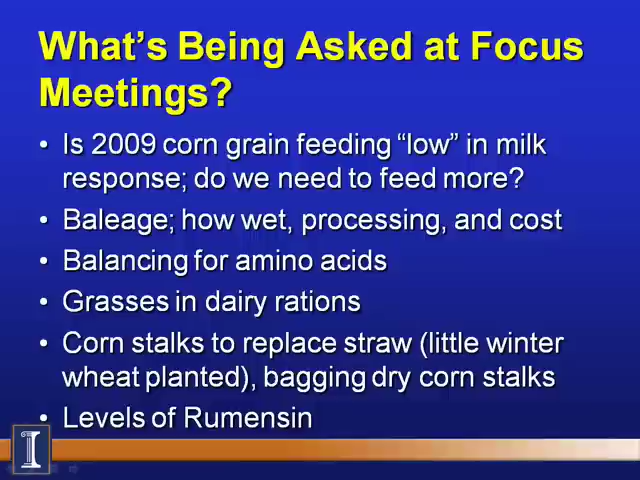 What's Being Asked at Focus
Meetings?
• Is 2009 corn grain feeding “low” in milk
response; do we need to feed more?
• Baleage; how wet, processing, and cost
• Balancing for amino acids
• Grasses in dairy rations
• Corn stalks to replace straw (little winter
wheat planted), bagging dry corn stalks
• Levels of Rumensin
I